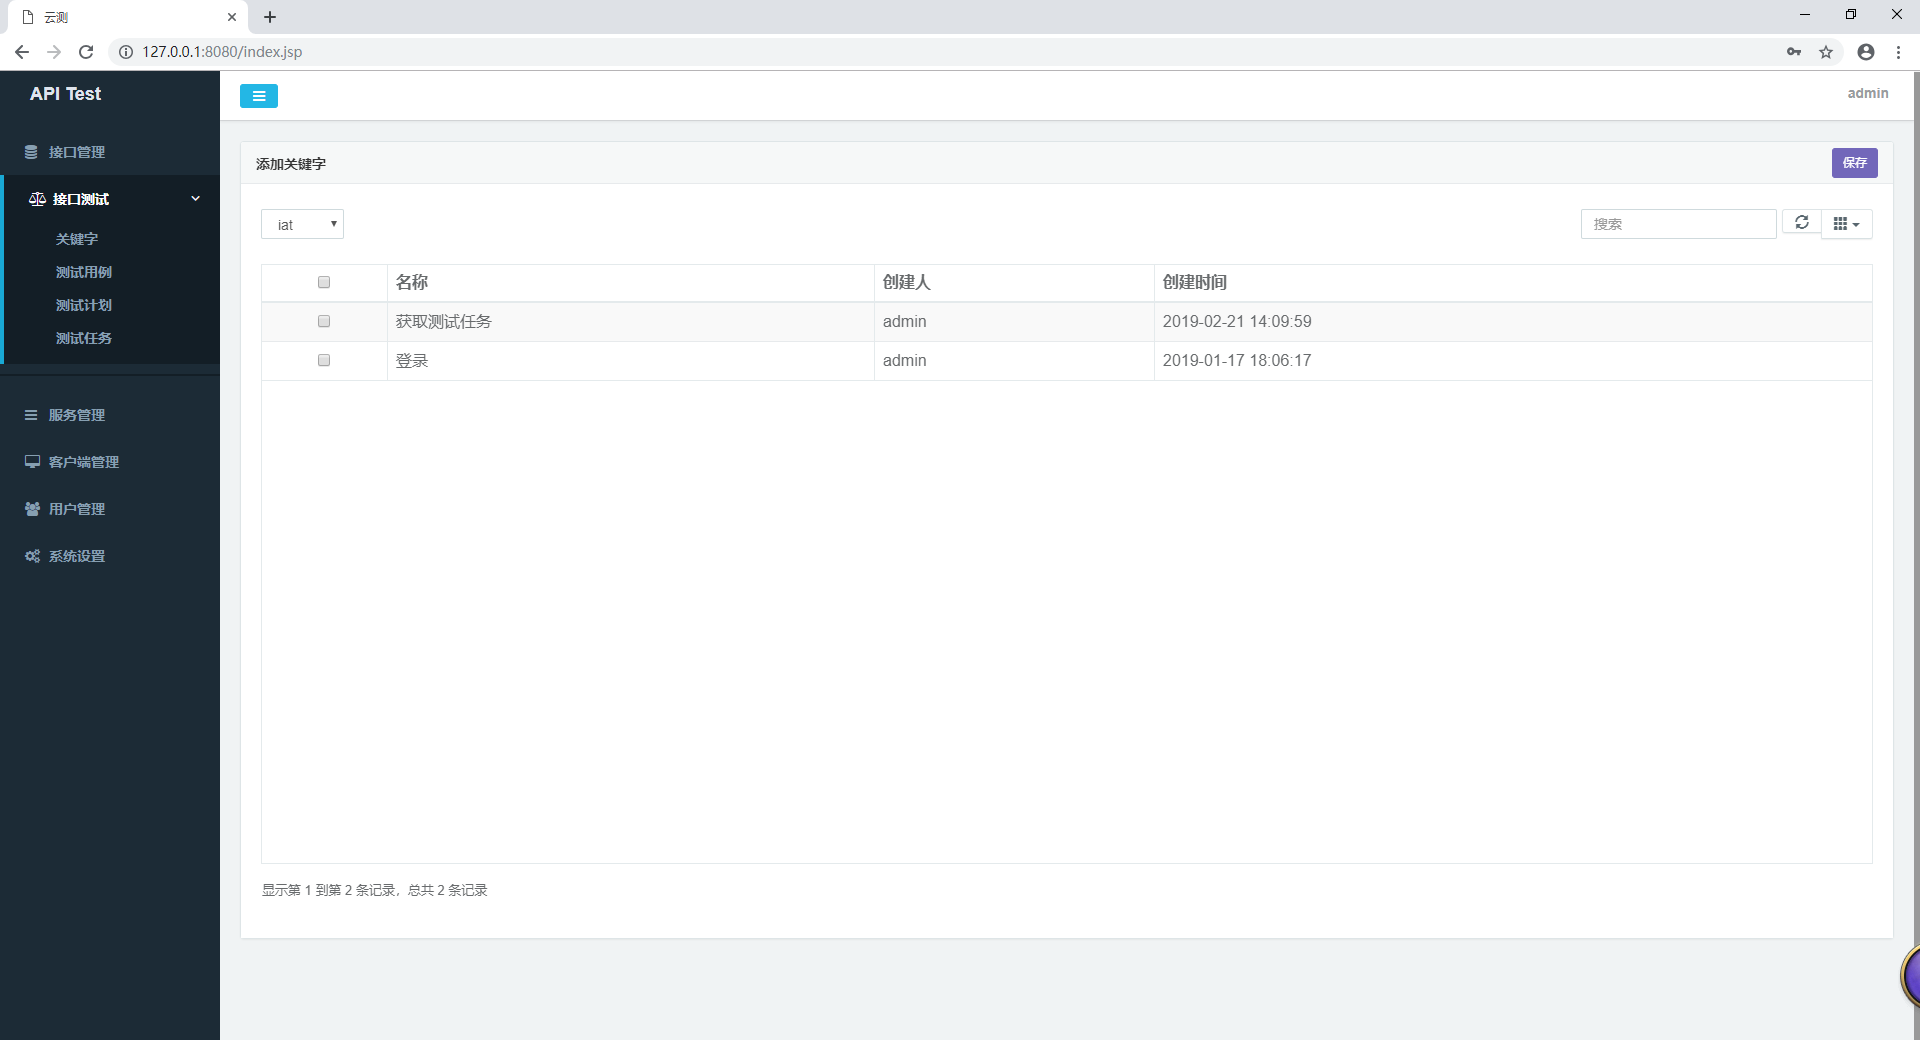 云测
127.0.0.1:8080/index.jsp
API Test
admin
接口管理
接口测试
关键字
测试用例
测试计划
测试任务
服务管理
客户端管理
用户管理
系统设置
添加关键字
保存
iat
搜索
名称 创建人 创建时间
获取测试任务 admin 2019-02-21 14:09:59
登录 admin 2019-01-17 18:06:17
显示第 1 到第 2 条记录，总共 2 条记录